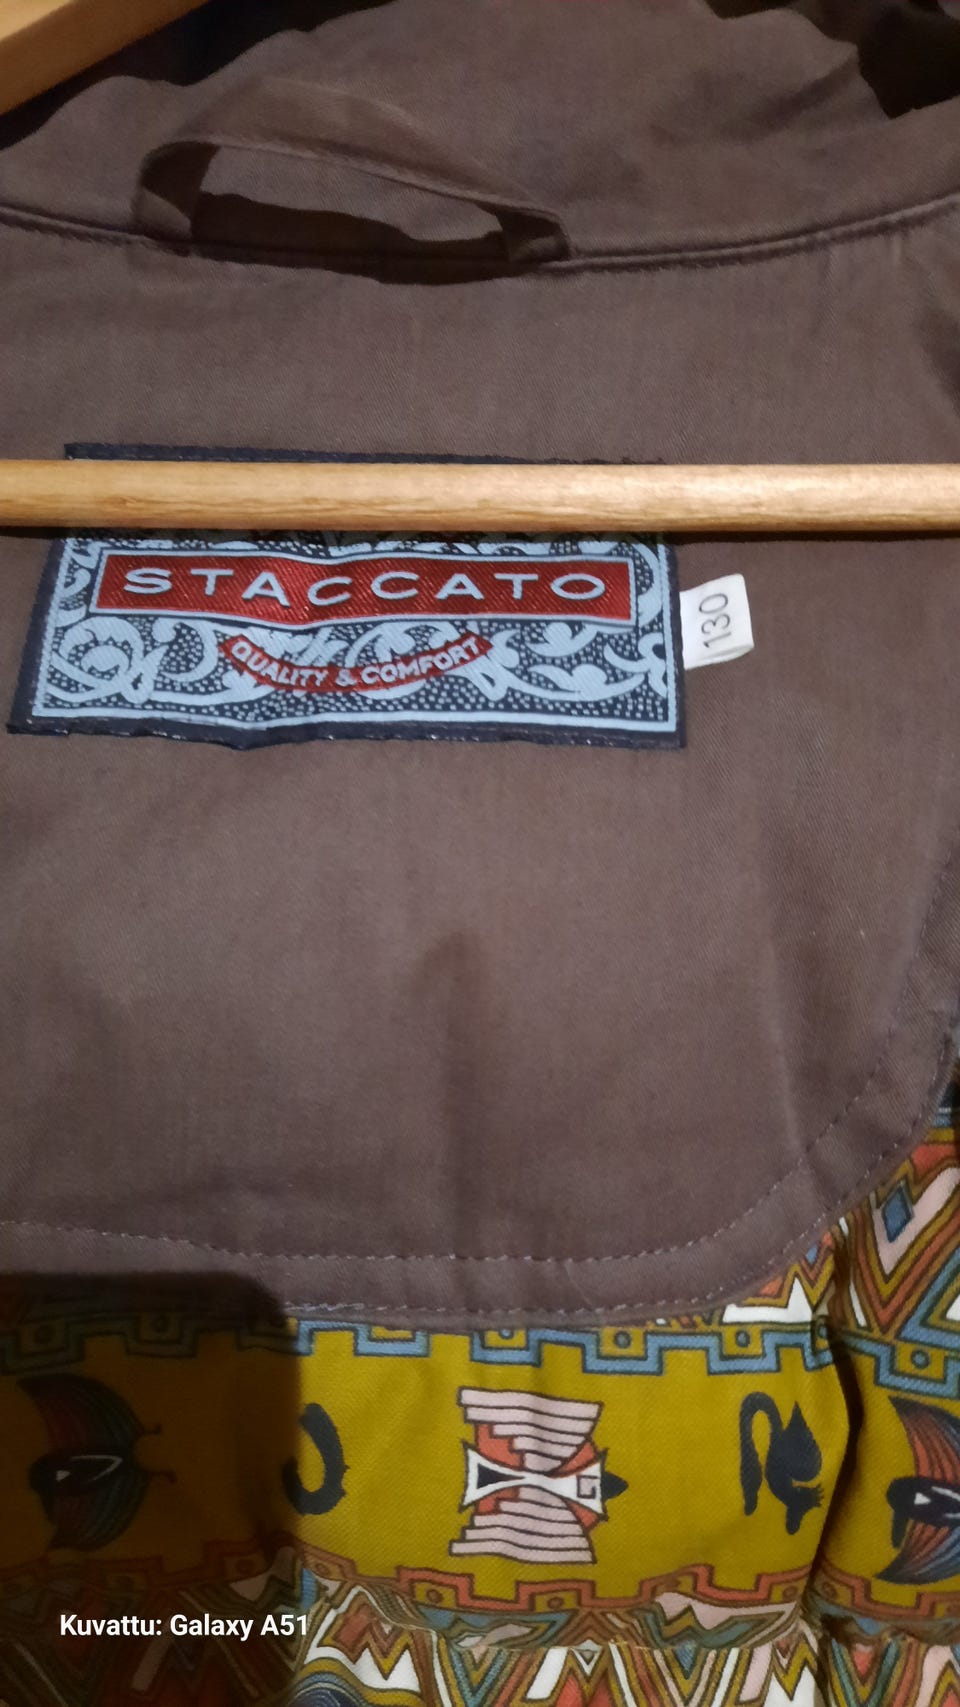 STACCATO
QUALITY & COMFORT
130
Kuvattu: Galaxy A51